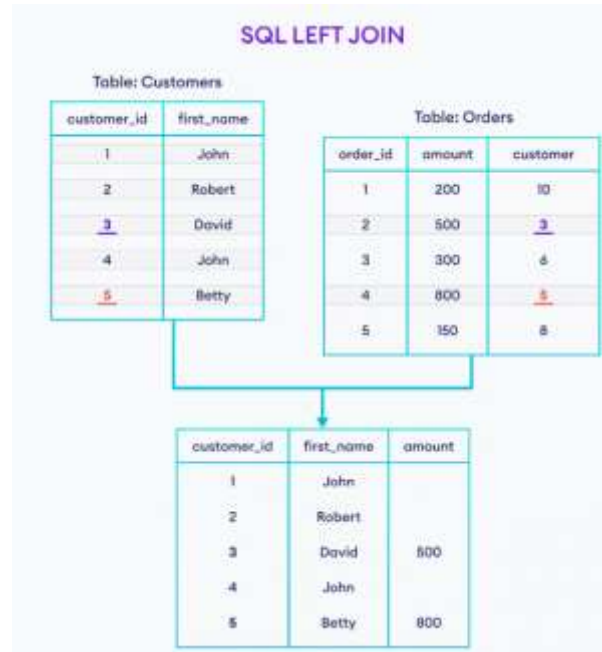 SQL LEFT JOIN
Table: Customers
customer_id first_name
1 John
2 Robert
3 David
4 John
5 Betty
Table: Orders
order_id amount customer
1 200 10
2 500 3
3 300 6
4 800 5
5 150 8
customer_id first_name amount
1 John
2 Robert
3 David 500
4 John
5 Betty 800